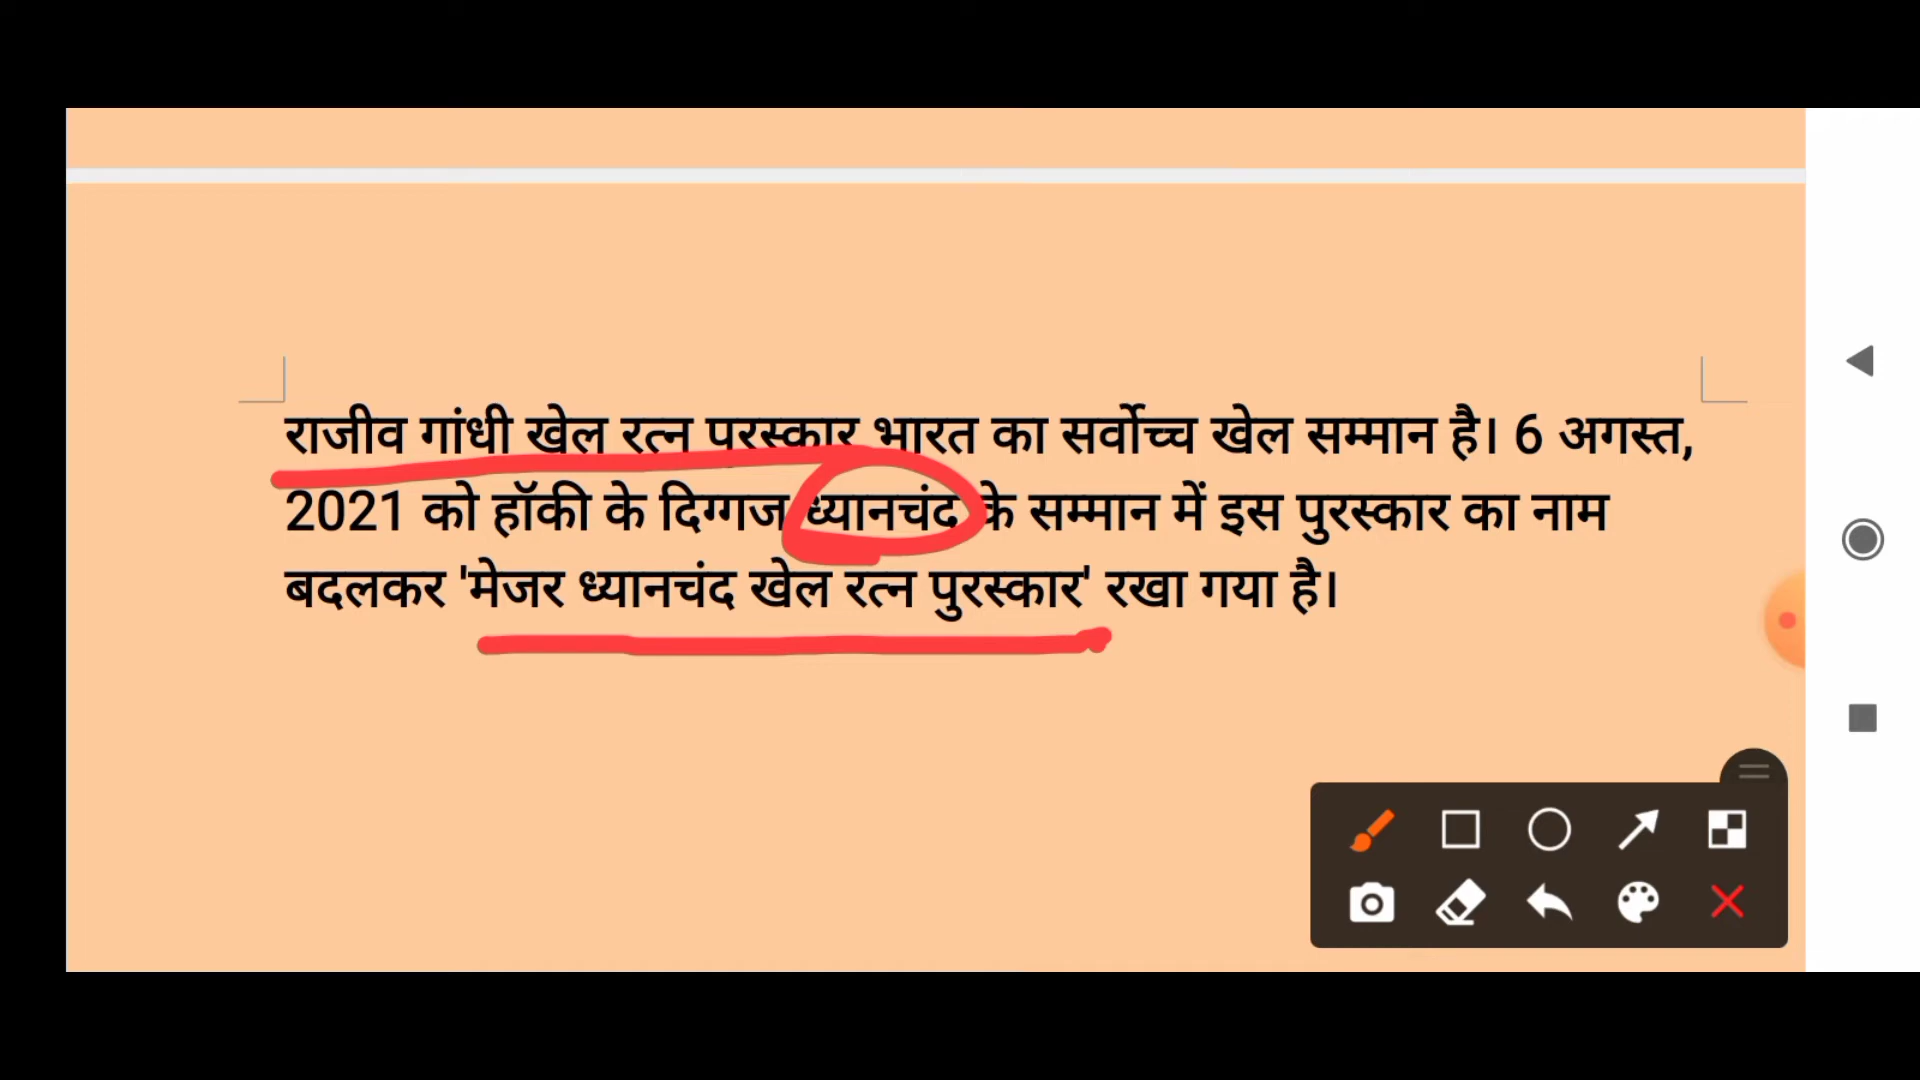 राजीव गांधी खेल रत्न पुरस्कार भारत का सर्वोच्च खेल सम्मान है। 6 अगस्त,
2021 को हॉकी के दिग्गज ध्यानचंद के सम्मान में इस पुरस्कार का नाम
बदलकर 'मेजर ध्यानचंद खेल रत्न पुरस्कार' रखा गया है।